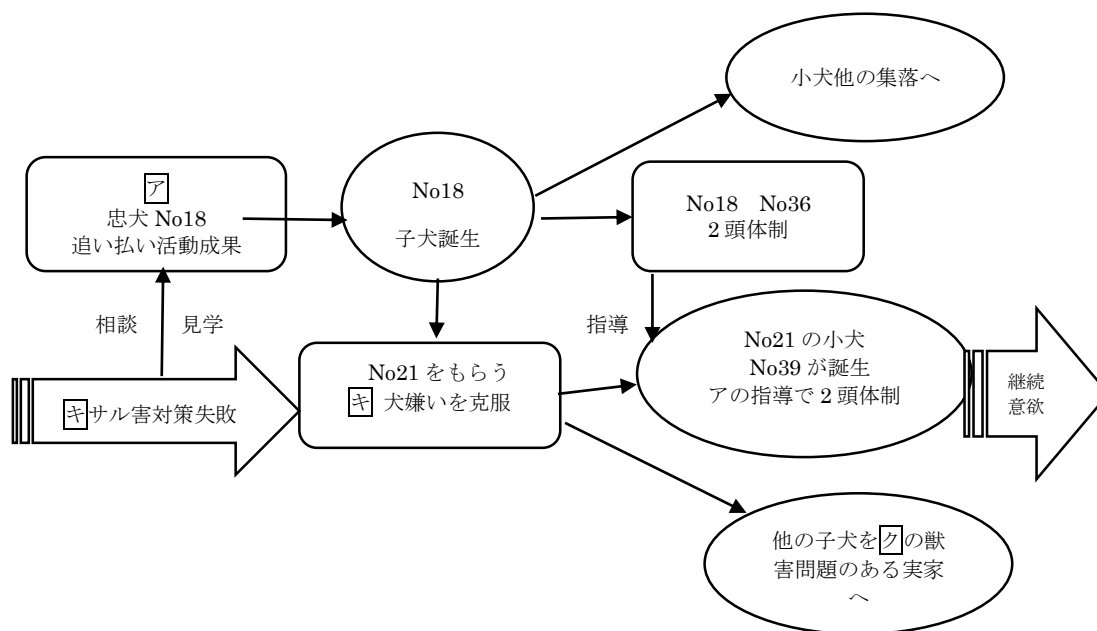 小犬他の集落へ
ア
忠犬 No18
追い払い活動成果
No18
子犬誕生
No18　No36
2 頭体制
相談
見学
指導
キサル害対策失敗
No21 をもらう
キ 犬嫌いを克服
No21 の小犬
No39 が誕生
アの指導で 2 頭体制
継続
意欲
他の子犬をクの獣
害問題のある実家
へ